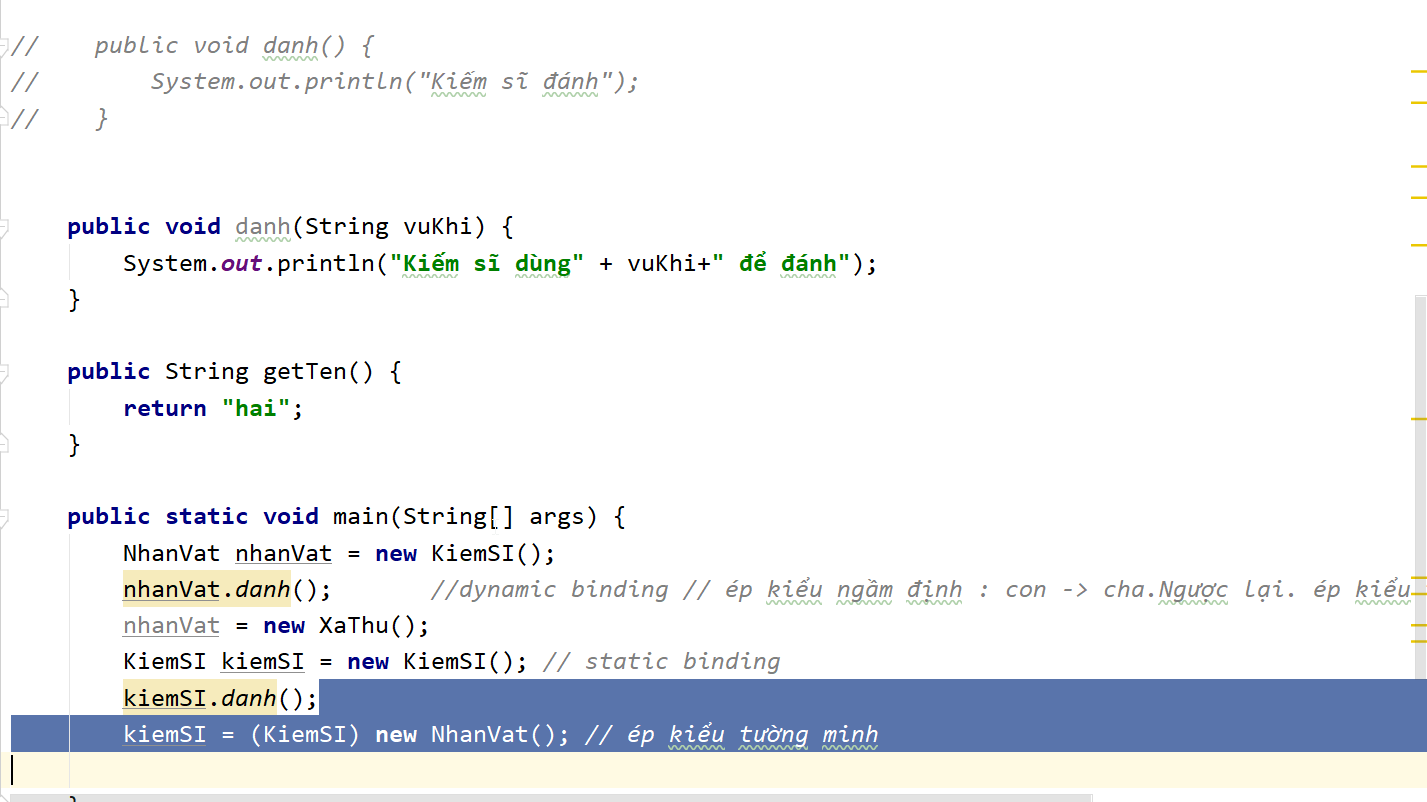 //    public void danh() {
//        System.out.println("Kiếm sĩ đánh");
//    }
public void danh(String vuKhi) {
System.out.println("Kiếm sĩ dùng" + vuKhi+" để đánh");
}
public String getTen() {
return "hai";
}
public static void main(String[] args) {
NhanVat nhanVat = new KiemSI();
nhanVat.danh();       //dynamic binding // ép kiểu ngầm định : con -> cha.Ngược lại. ép kiểu
nhanVat = new XaThu();
KiemSI kiemSI = new KiemSI(); // static binding
kiemSI.danh();
kiemSI = (KiemSI) new NhanVat(); // ép kiểu tường minh
}